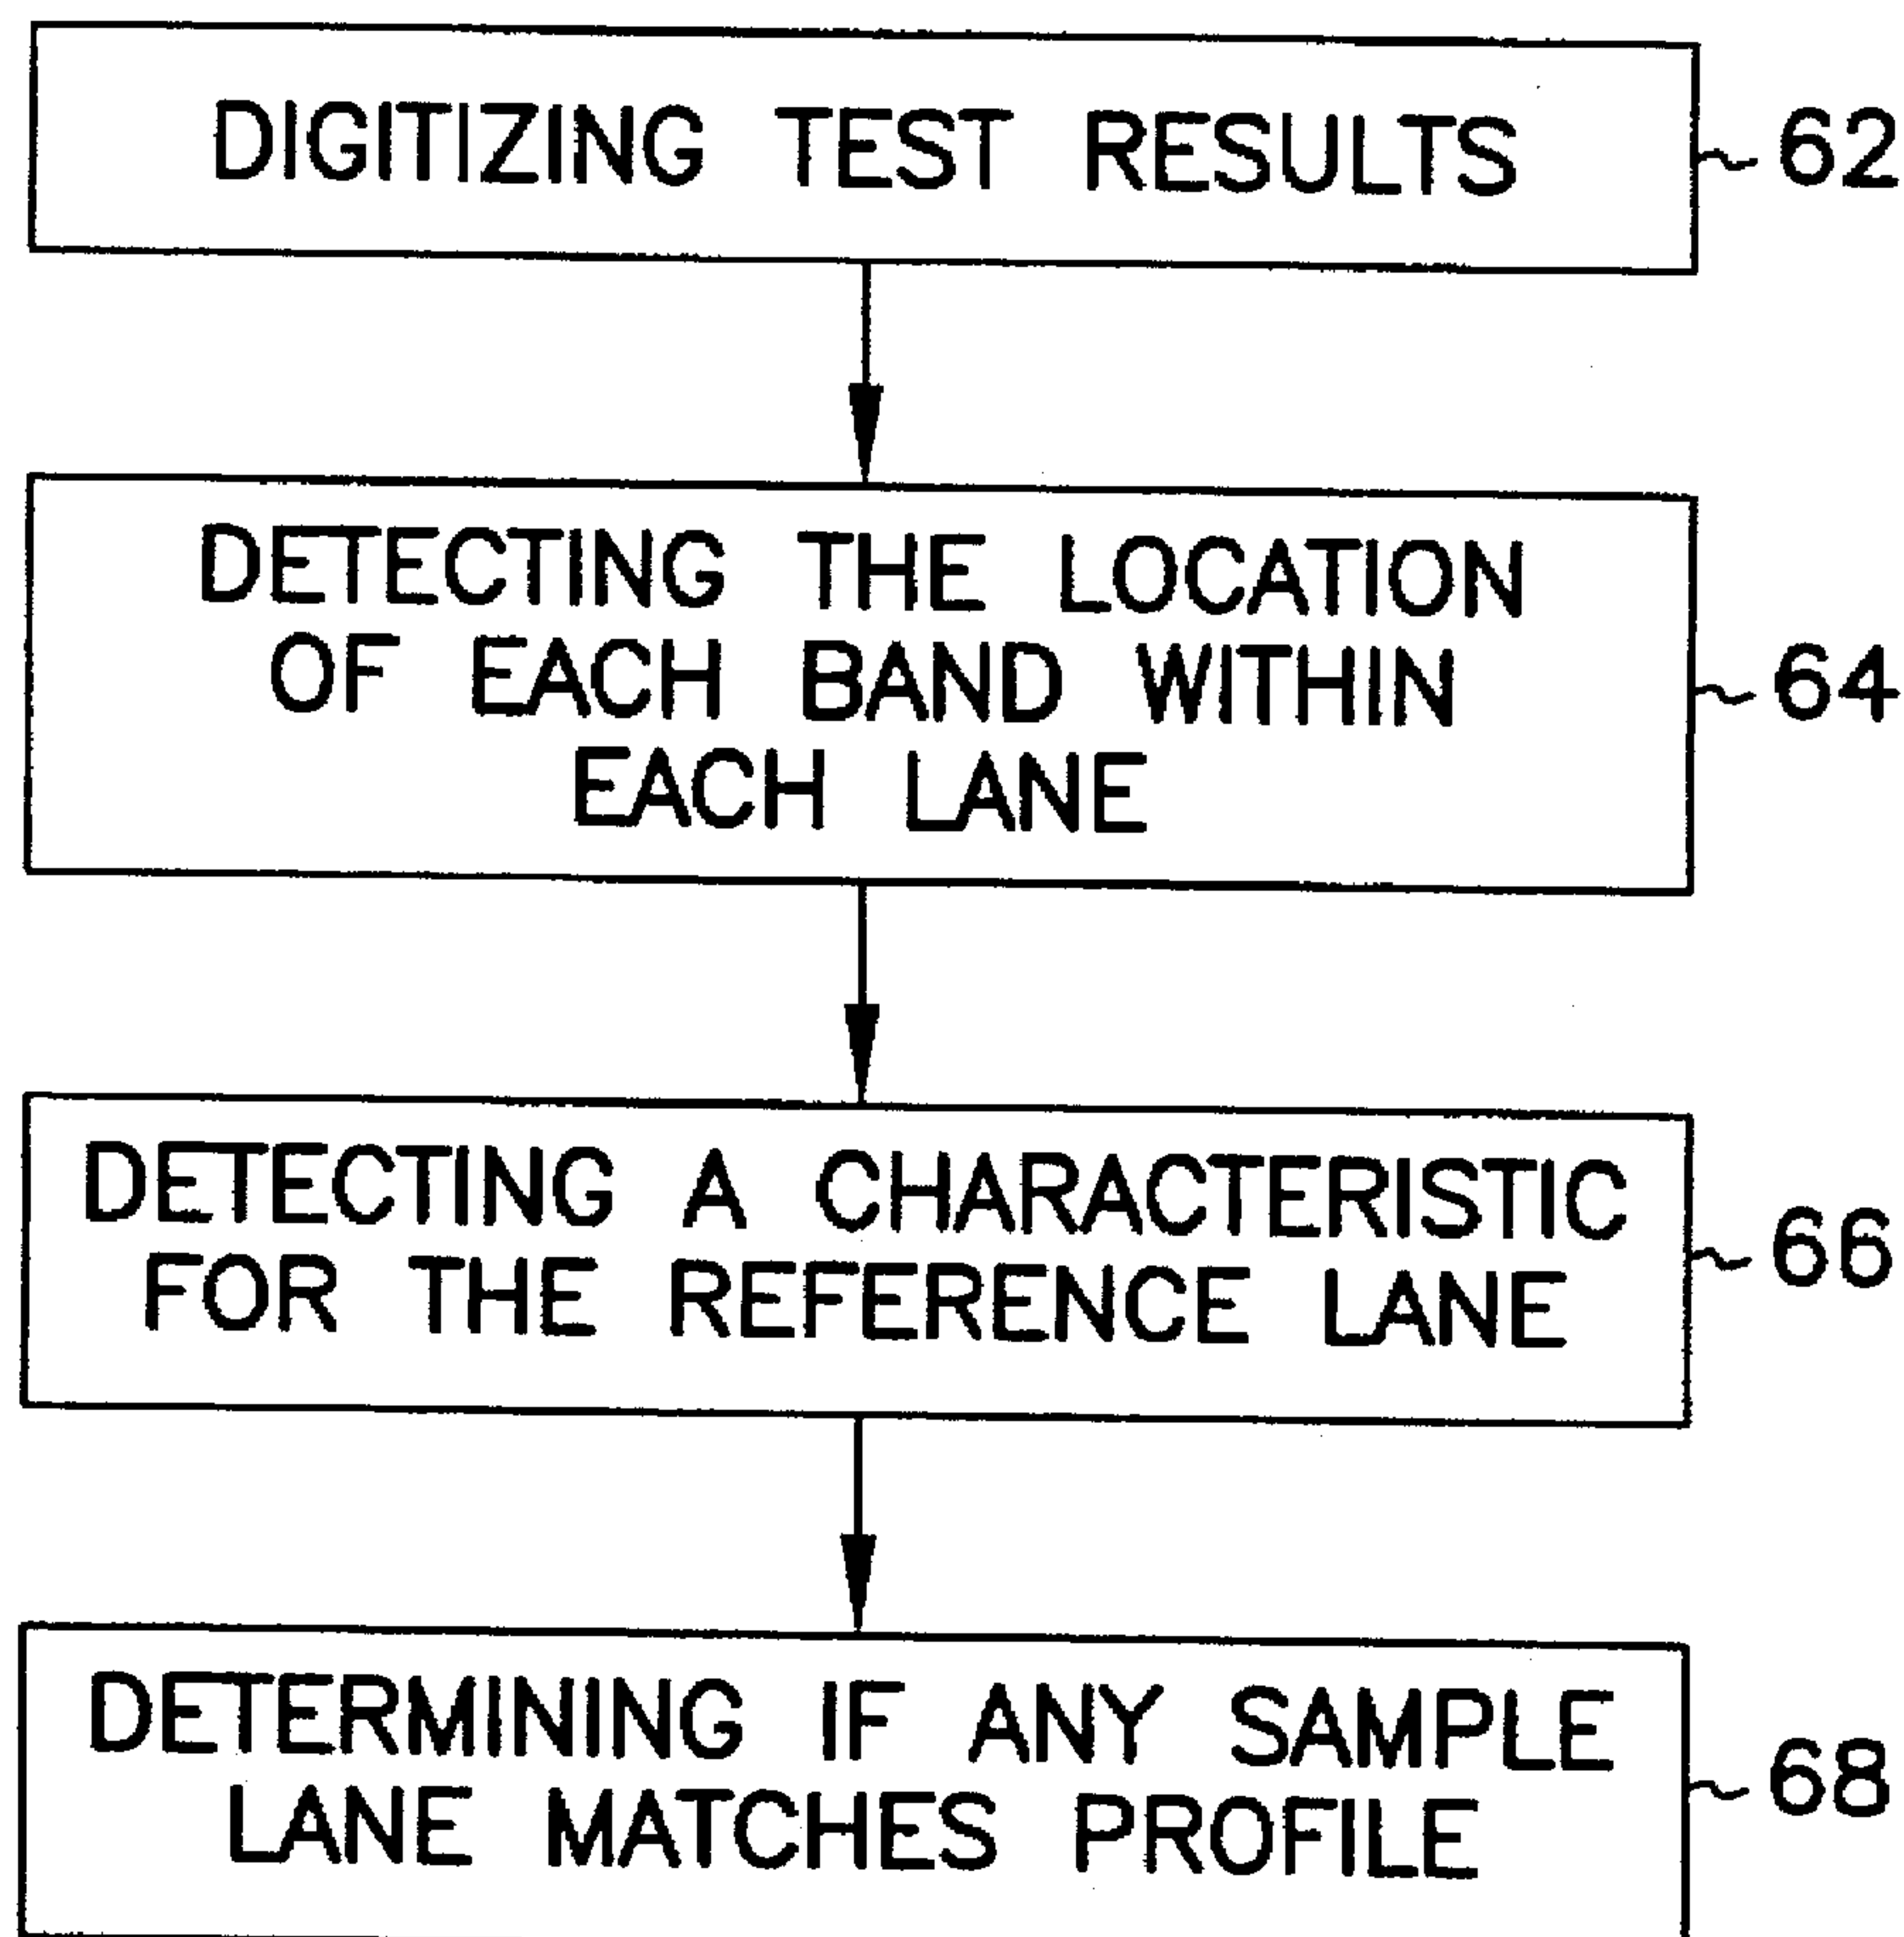 DIGITIZING TEST RESULTS
62
DETECTING THE LOCATION
OF EACH BAND WITHIN
EACH LANE
64
DETECTING A CHARACTERISTIC
FOR THE REFERENCE LANE
66
DETERMINING IF ANY SAMPLE
LANE MATCHES PROFILE
68